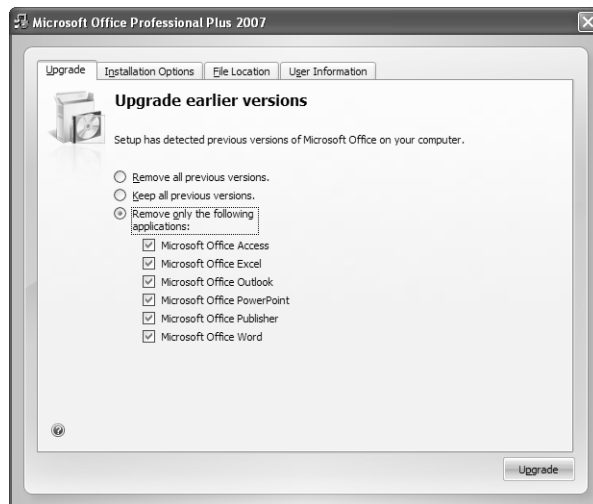 Microsoft Office Professional Plus 2007
Upgrade
Installation Options
File Location
User Information
Upgrade earlier versions
Setup has detected previous versions of Microsoft Office on your computer.
Remove all previous versions.
Keep all previous versions.
Remove only the following
applications:
Microsoft Office Access
Microsoft Office Excel
Microsoft Office Outlook
Microsoft Office PowerPoint
Microsoft Office Publisher
Microsoft Office Word
Upgrade